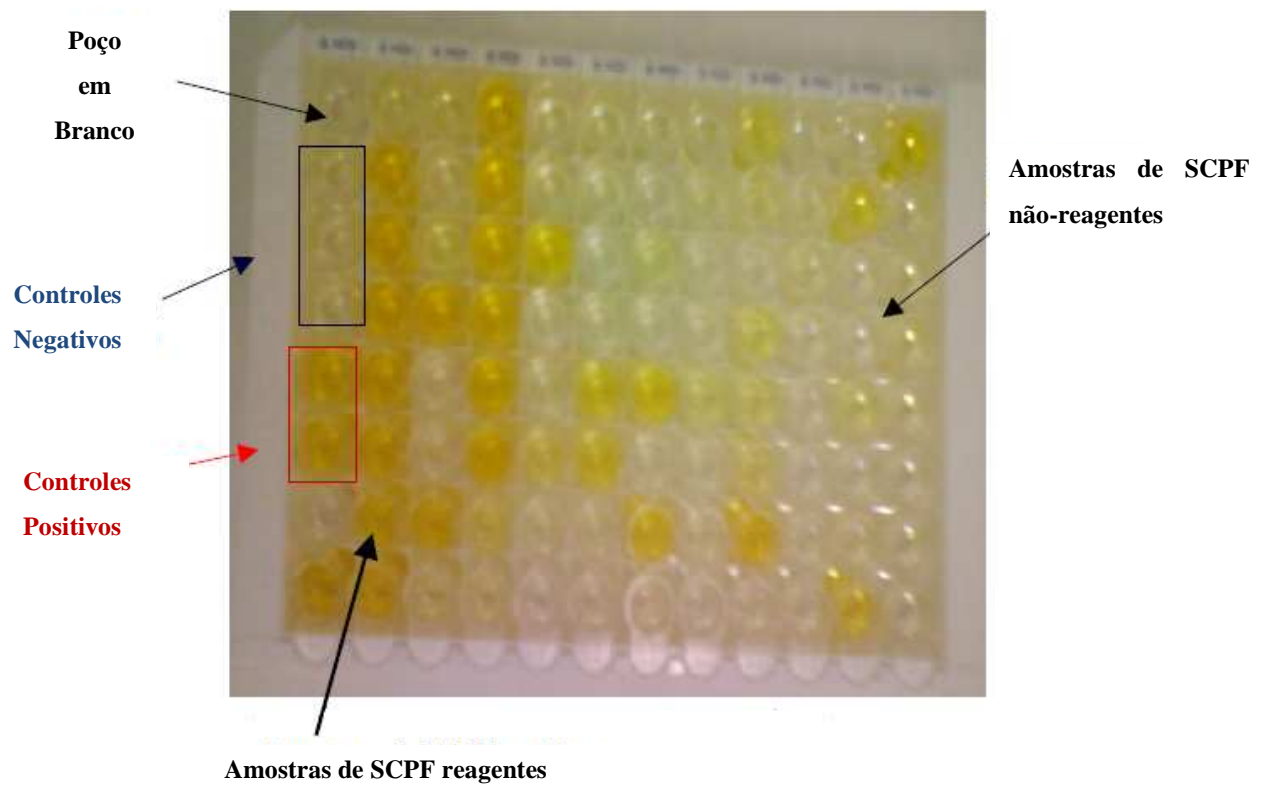 Poço
em
Branco
Amostras de SCPF
não-reagentes
Controles
Negativos
Controles
Positivos
Amostras de SCPF reagentes